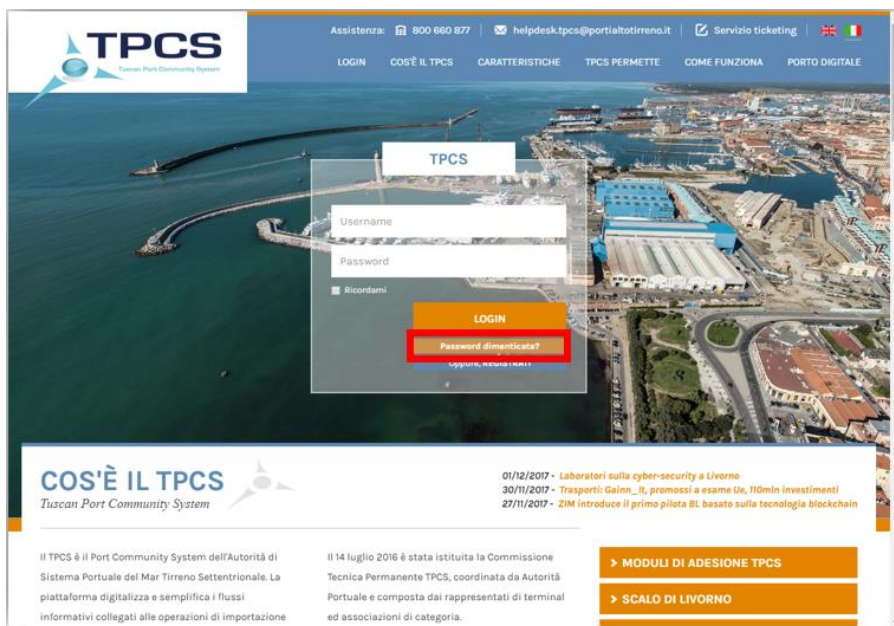 TPCS
Tuscan Port Community System
Assistenza: 800 660 877 helpdesk.tpcs@portialtotirreno.it Servizio ticketing
LOGIN COS'È IL TPCS CARATTERISTICHE TPCS PERMETTE COME FUNZIONA PORTO DIGITALE
TPCS
Username
Password
Ricordami
LOGIN
Password dimenticata?
Oppure, REGISTRATI
COS'È IL TPCS
Tuscan Port Community System
01/12/2017 - Laboratori sulla cyber-security a Livorno
30/11/2017 - Trasporti: Gainn_It, promossi a esame Ue, 110mln investimenti
27/11/2017 - ZIM introduce il primo pilota BL basato sulla tecnologia blockchain
Il TPCS è il Port Community System dell'Autorità di
Sistema Portuale del Mar Tirreno Settentrionale. La
piattaforma digitalizza e semplifica i flussi
informativi collegati alle operazioni di importazione
Il 14 luglio 2016 è stata istituita la Commissione
Tecnica Permanente TPCS, coordinata da Autorità
Portuale e composta dai rappresentati di terminal
ed associazioni di categoria.
> MODULI DI ADESIONE TPCS
> SCALO DI LIVORNO